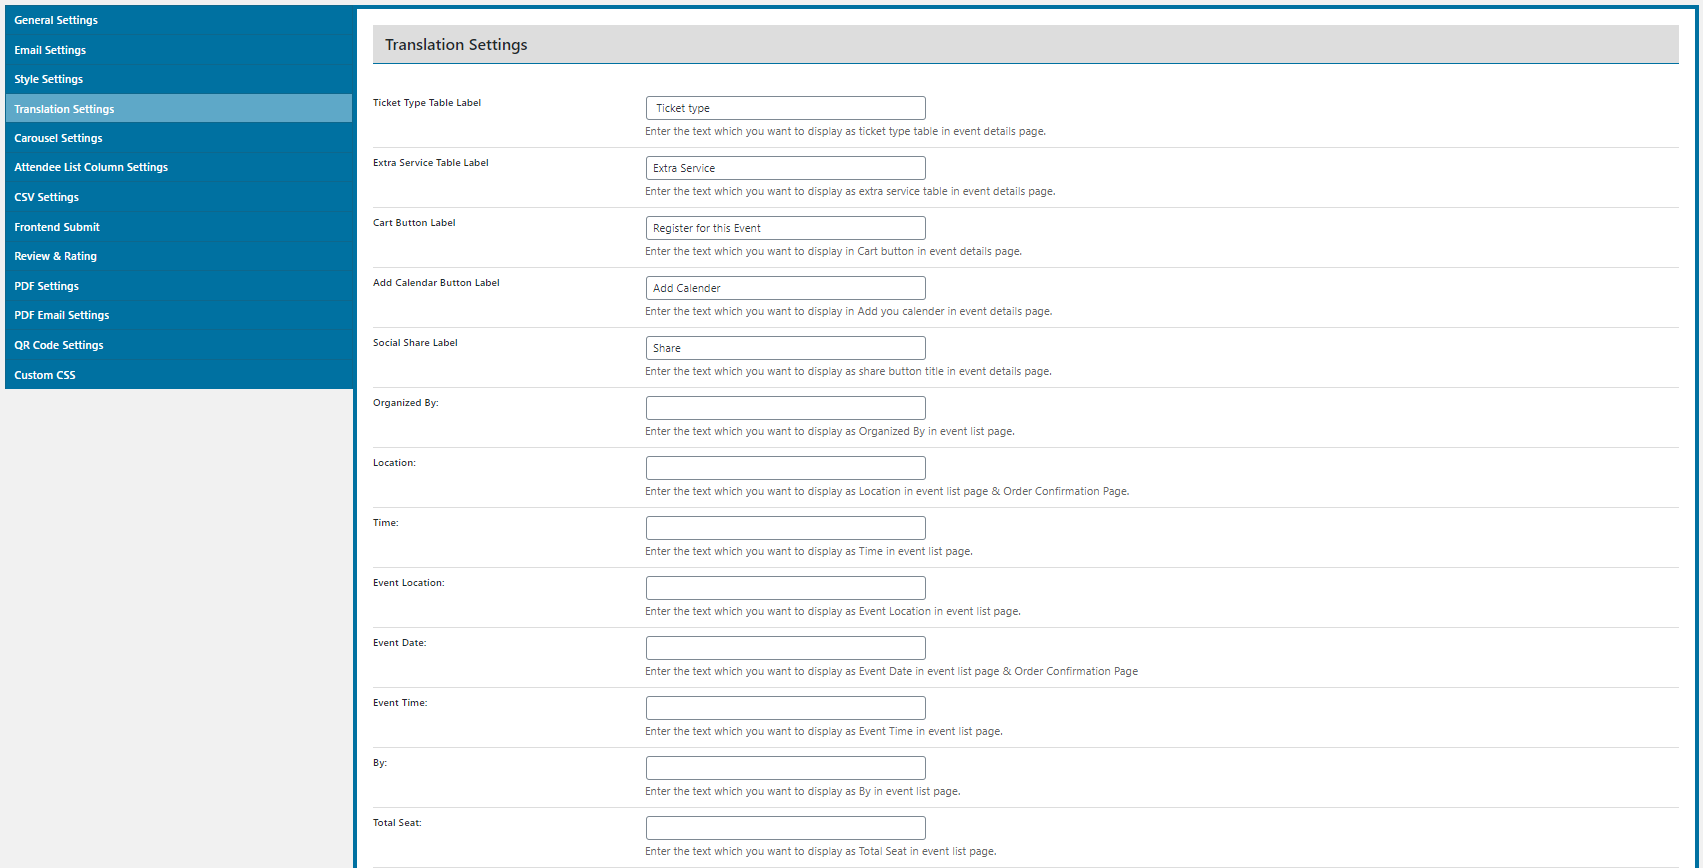 General Settings
Email Settings
Style Settings
Translation Settings
Carousel Settings
Attendee List Column Settings
CSV Settings
Frontend Submit
Review & Rating
PDF Settings
PDF Email Settings
QR Code Settings
Custom CSS
Translation Settings
Ticket Type Table Label
Ticket type
Enter the text which you want to display as ticket type table in event details page.
Extra Service Table Label
Extra Service
Enter the text which you want to display as extra service table in event details page.
Cart Button Label
Register for this Event
Enter the text which you want to display in Cart button in event details page.
Add Calendar Button Label
Add Calender
Enter the text which you want to display in Add you calender in event details page.
Social Share Label
Share
Enter the text which you want to display as share button title in event details page.
Organized By:
Enter the text which you want to display as Organized By in event list page.
Location:
Enter the text which you want to display as Location in event list page & Order Confirmation Page.
Time:
Enter the text which you want to display as Time in event list page.
Event Location:
Enter the text which you want to display as Event Location in event list page.
Event Date:
Enter the text which you want to display as Event Date in event list page & Order Confirmation Page
Event Time:
Enter the text which you want to display as Event Time in event list page.
By:
Enter the text which you want to display as By in event list page.
Total Seat:
Enter the text which you want to display as Total Seat in event list page.